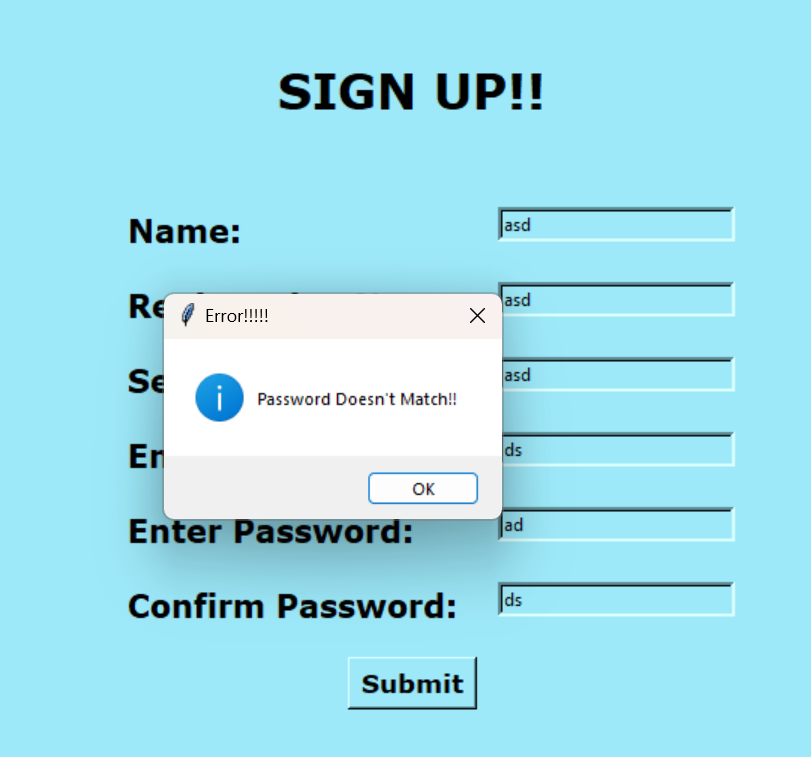 SIGN UP!!
Name:
asd
asd
Error!!!!!
asd
Password Doesn't Match!!
ds
OK
Enter Password:
ad
Confirm Password:
ds
Submit